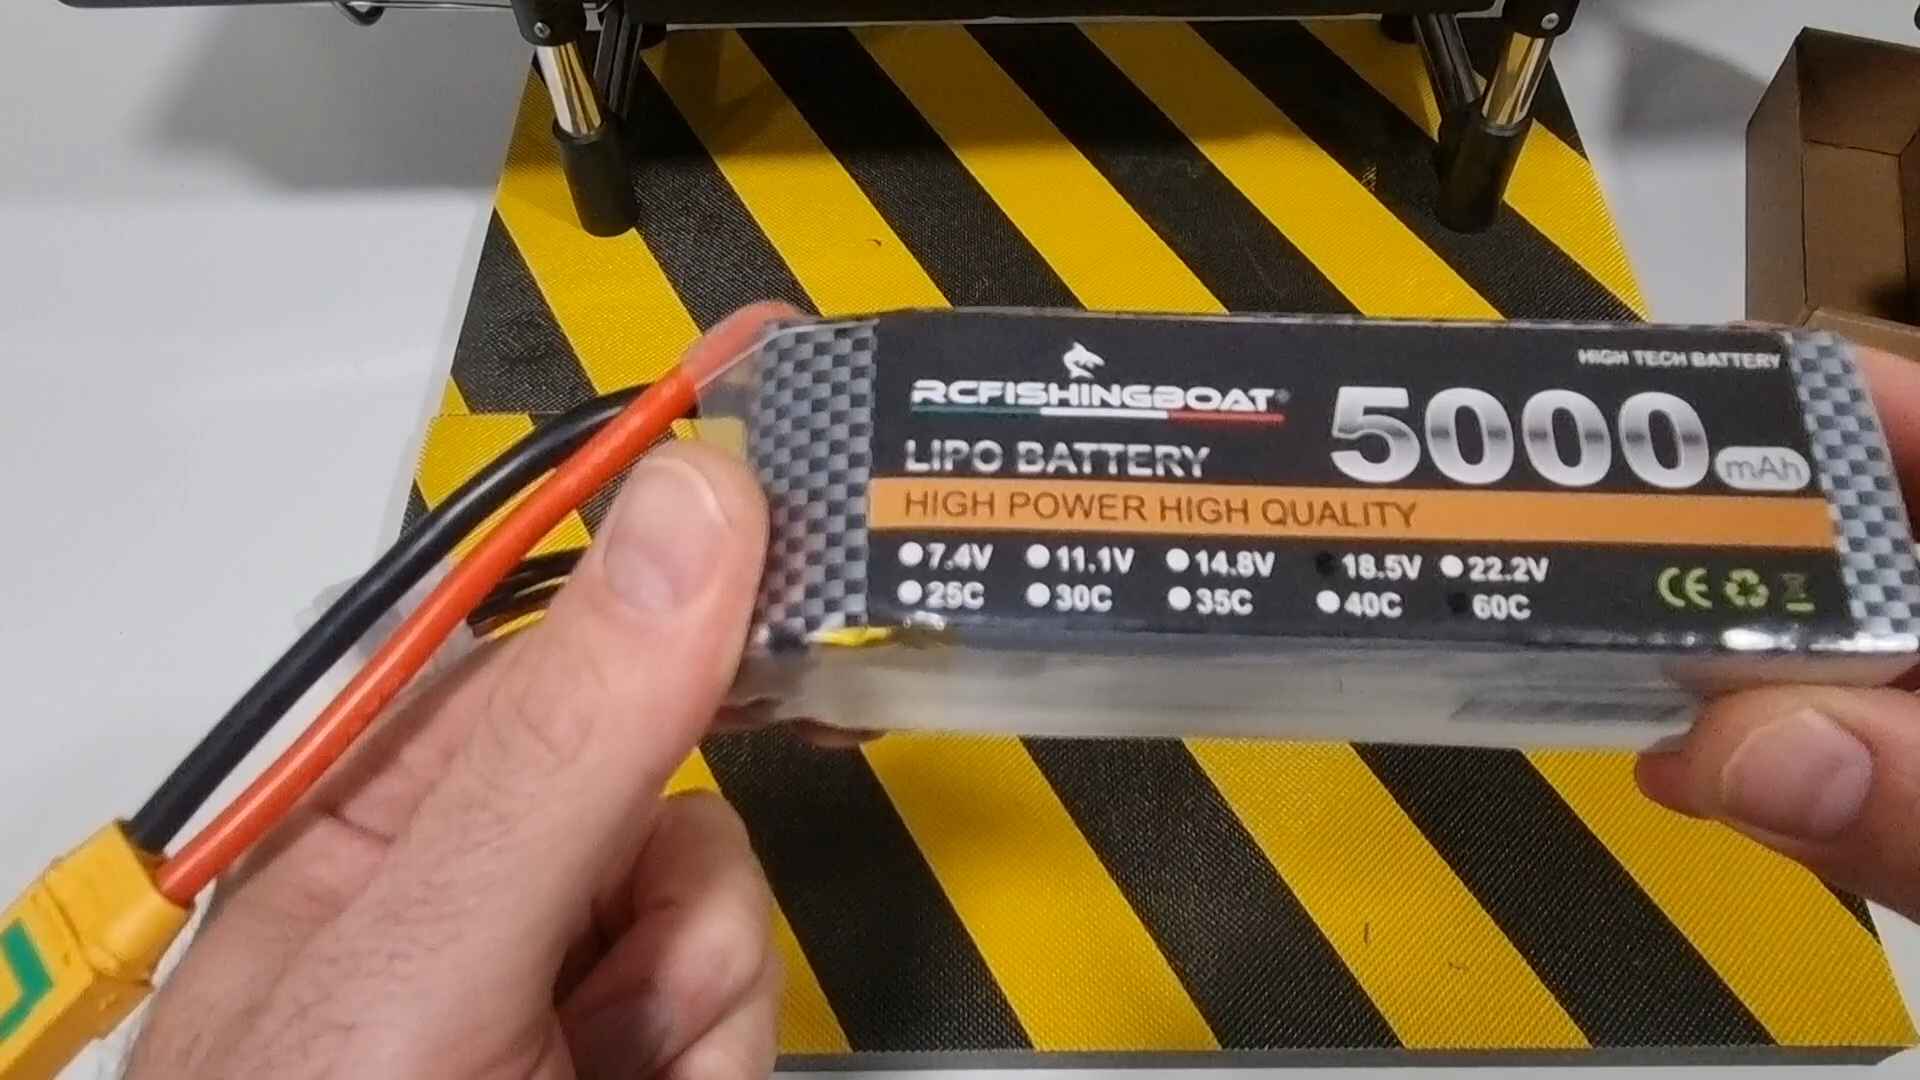 HIGH TECH BATTERY
RCFISHINGBOAT®
5000 mAh
LIPO BATTERY
HIGH POWER HIGH QUALITY
7.4V 11.1V 14.8V 18.5V 22.2V
25C 30C 35C 40C 60C
CE